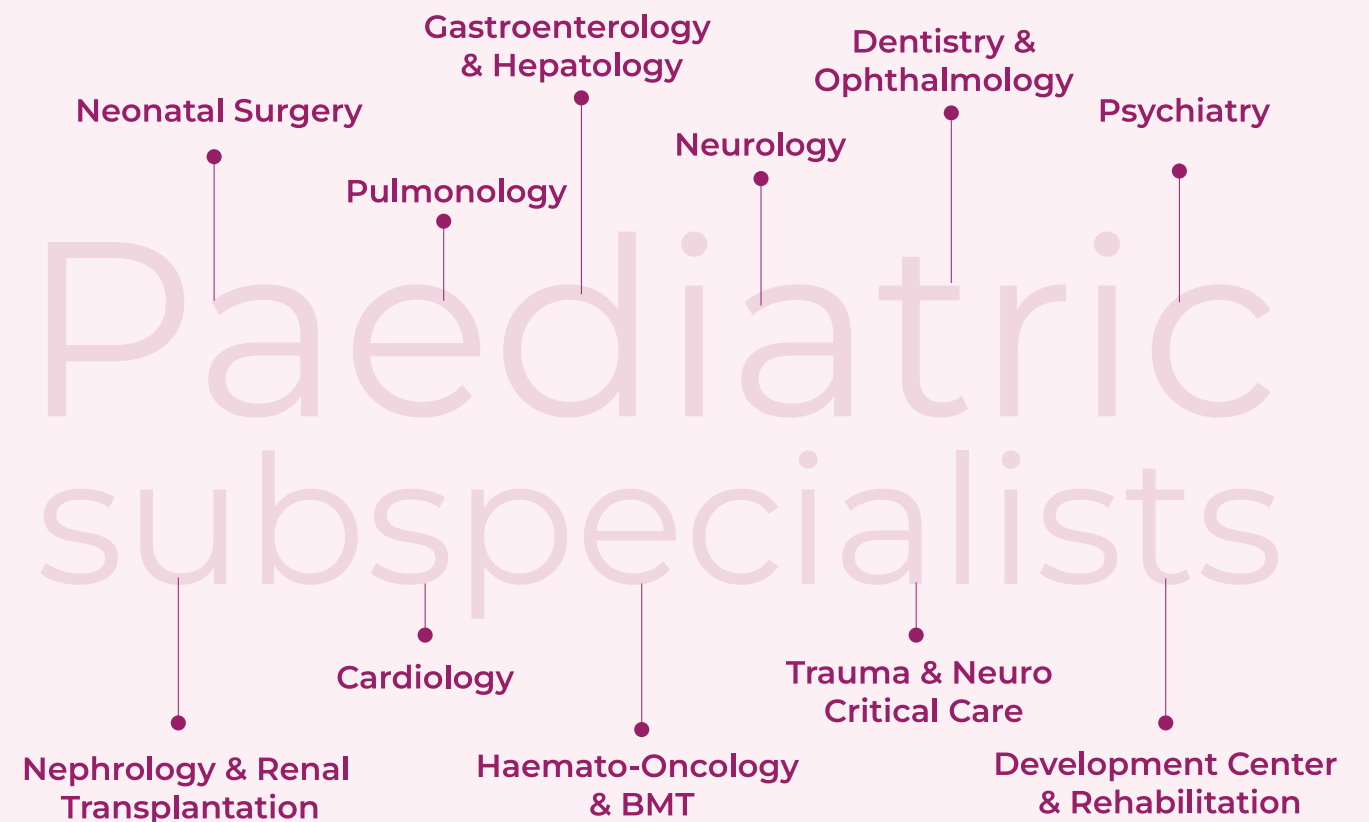 Gastroenterology
& Hepatology
Dentistry &
Ophthalmology
Neonatal Surgery
Psychiatry
Neurology
Pulmonology
Paediatric
subspecialists
Cardiology
Trauma & Neuro
Critical Care
Nephrology & Renal
Transplantation
Haemato-Oncology
& BMT
Development Center
& Rehabilitation